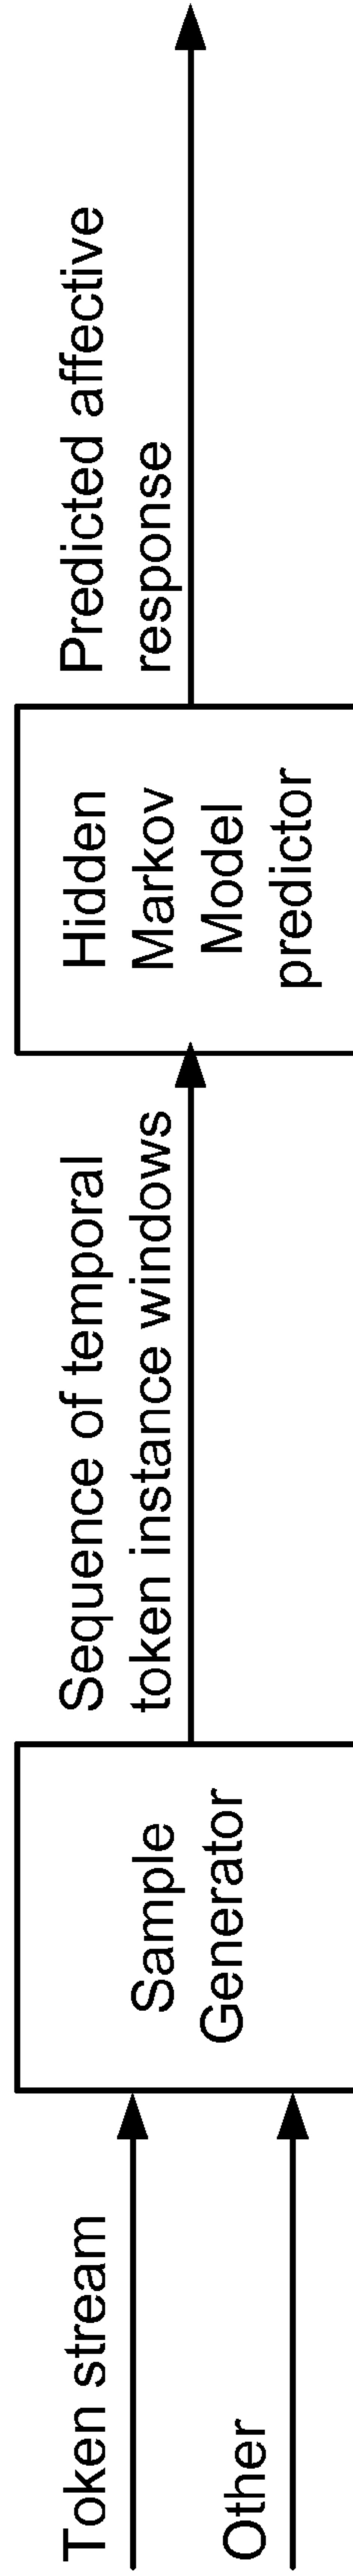 Token stream
Other
Sample
Generator
Sequence of temporal
token instance windows
Hidden
Markov
Model
predictor
Predicted affective
response